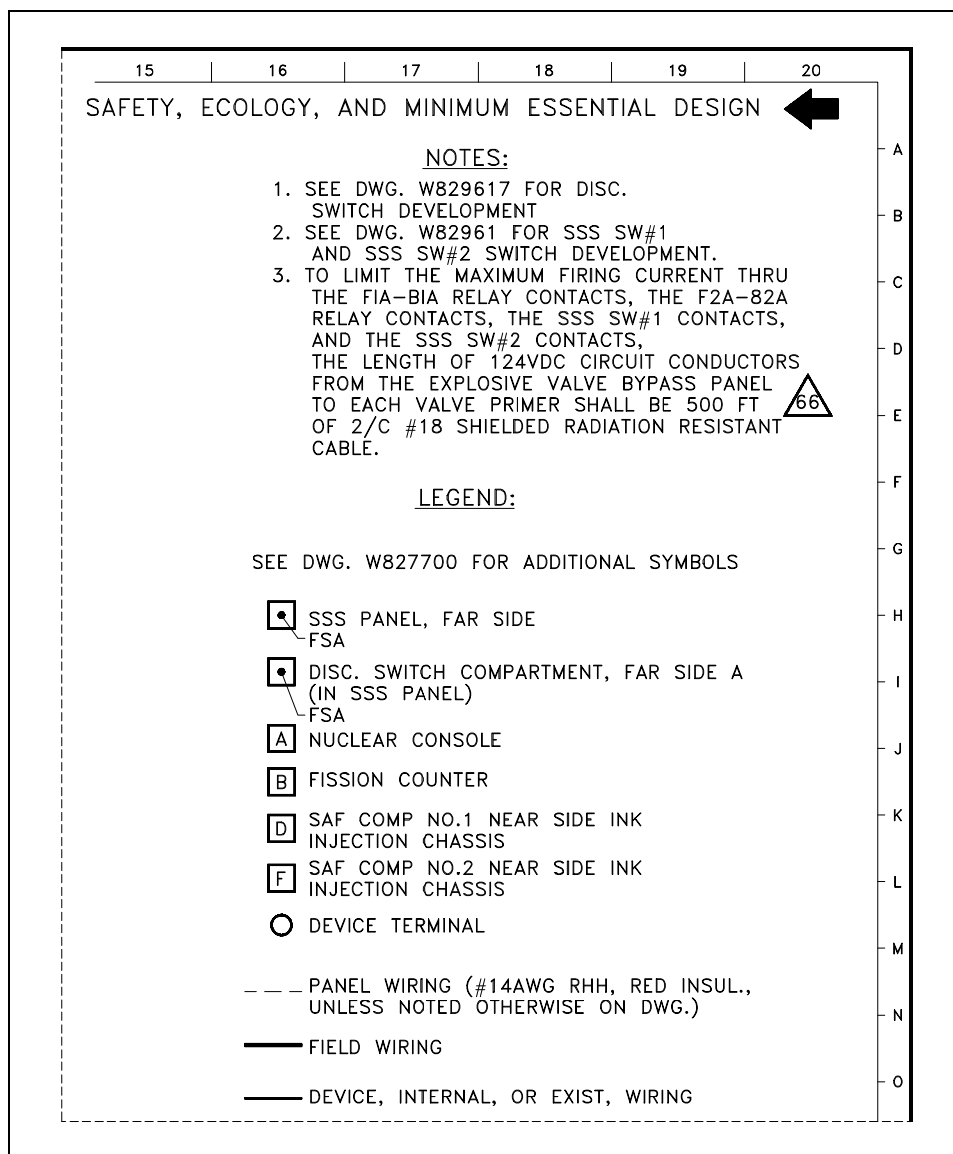 15 16 17 18 19 20
SAFETY, ECOLOGY, AND MINIMUM ESSENTIAL DESIGN
A
NOTES:
1. SEE DWG. W829617 FOR DISC.
SWITCH DEVELOPMENT
B
2. SEE DWG. W82961 FOR SSS SW#1
AND SSS SW#2 SWITCH DEVELOPMENT.
3. TO LIMIT THE MAXIMUM FIRING CURRENT THRU
C
THE FIA-BIA RELAY CONTACTS, THE F2A-82A
RELAY CONTACTS, THE SSS SW#1 CONTACTS,
AND THE SSS SW#2 CONTACTS,
D
THE LENGTH OF 124VDC CIRCUIT CONDUCTORS
FROM THE EXPLOSIVE VALVE BYPASS PANEL
TO EACH VALVE PRIMER SHALL BE 500 FT
66
E
OF 2/C #18 SHIELDED RADIATION RESISTANT
CABLE.
F
LEGEND:
G
SEE DWG. W827700 FOR ADDITIONAL SYMBOLS
H
SSS PANEL, FAR SIDE
FSA
DISC. SWITCH COMPARTMENT, FAR SIDE A
I
(IN SSS PANEL)
FSA
A NUCLEAR CONSOLE
J
B FISSION COUNTER
K
SAF COMP NO.1 NEAR SIDE INK
D
INJECTION CHASSIS
SAF COMP NO.2 NEAR SIDE INK
F
L
INJECTION CHASSIS
DEVICE TERMINAL
M
PANEL WIRING (#14AWG RHH, RED INSUL.,
UNLESS NOTED OTHERWISE ON DWG.)
N
FIELD WIRING
O
DEVICE, INTERNAL, OR EXIST, WIRING